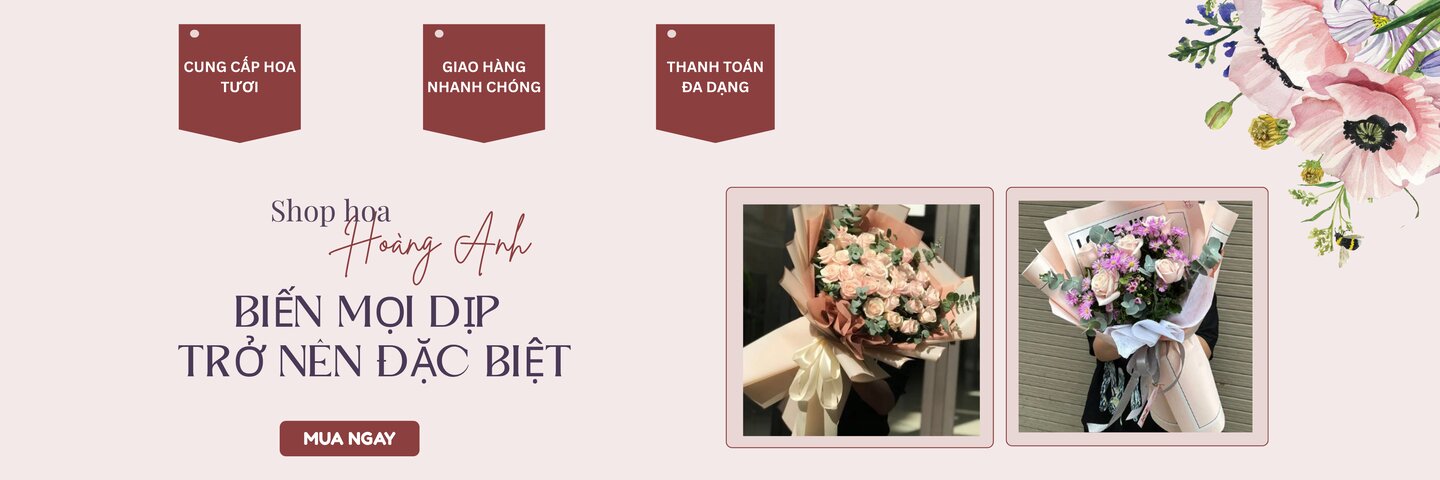 CUNG CẤP HOA
TƯƠI
GIAO HÀNG
NHANH CHÓNG
THANH TOÁN
ĐA DẠNG
Shop hoa
Hoàng Anh
BIẾN MỌI DỊP
TRỞ NÊN ĐẶC BIỆT
MUA NGAY